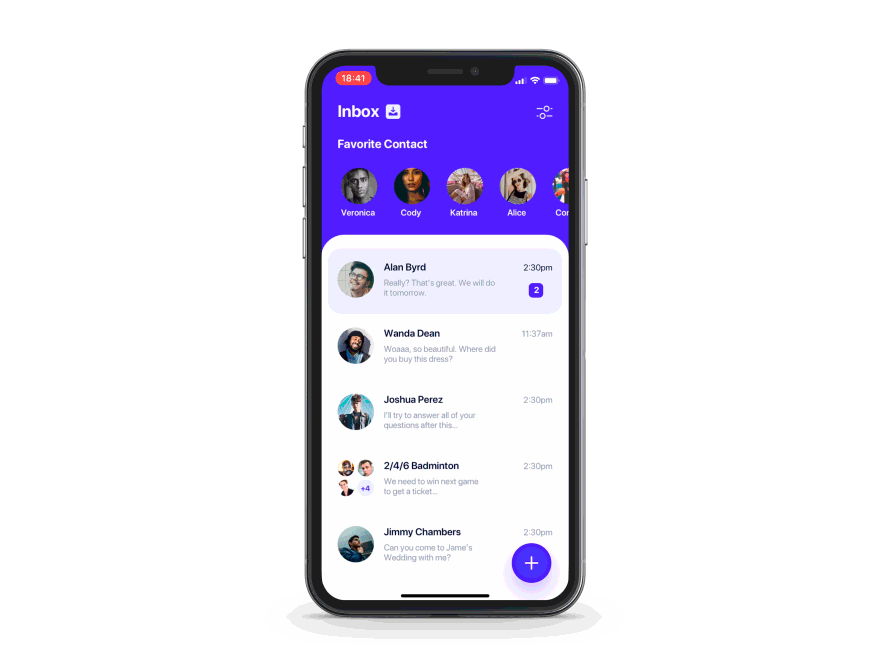 18:41
Inbox
Favorite Contact
Veronica
Cody
Katrina
Alice
Cor
Alan Byrd
2:30pm
Really? That's great. We will do
it tomorrow.
2
Wanda Dean
11:37am
Woaaa, so beautiful. Where did
you buy this dress?
Joshua Perez
2:30pm
I'll try to answer all of your
questions after this...
2/4/6 Badminton
2:30pm
We need to win next game
to get a ticket...
+4
Jimmy Chambers
2:30pm
Can you come to Jame's
Wedding with me?